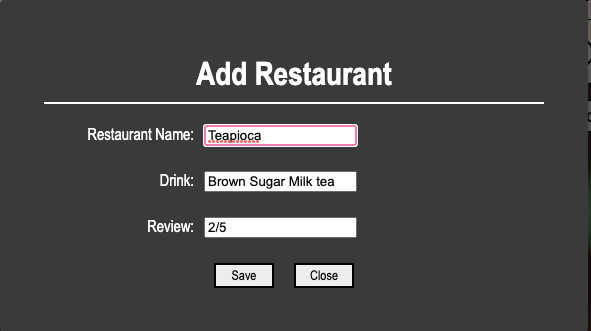 Add Restaurant
Restaurant Name: Teapioca
Drink: Brown Sugar Milk tea
Review: 2/5
Save Close